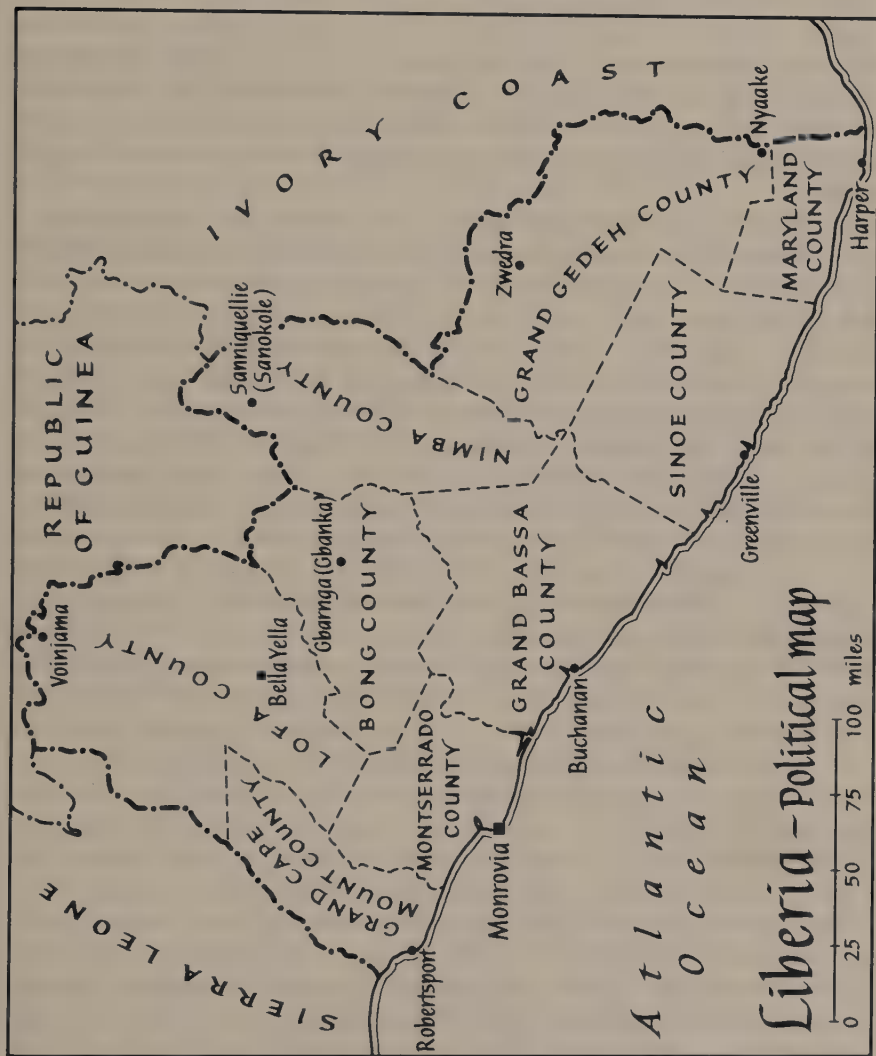 SIERRA LEONE
REPUBLIC
OF GUINEA
IVORY COAST
Voinjama
LOFA COUNTY
Bella Yella
Sanniquellie
(Sanokole)
NIMBA COUNTY
Gbarnga (Gbanka)
BONG COUNTY
GRAND CAPE
MOUNT COUNTY
Zwedra
GRAND GEDEH COUNTY
MONTSERRADO
COUNTY
GRAND BASSA
COUNTY
Robertsport
Monrovia
Buchanan
SINOE COUNTY
Nyaake
MARYLAND
COUNTY
Greenville
Harper
Atlantic
Ocean
Liberia - Political map
0 25 50 75 100 miles